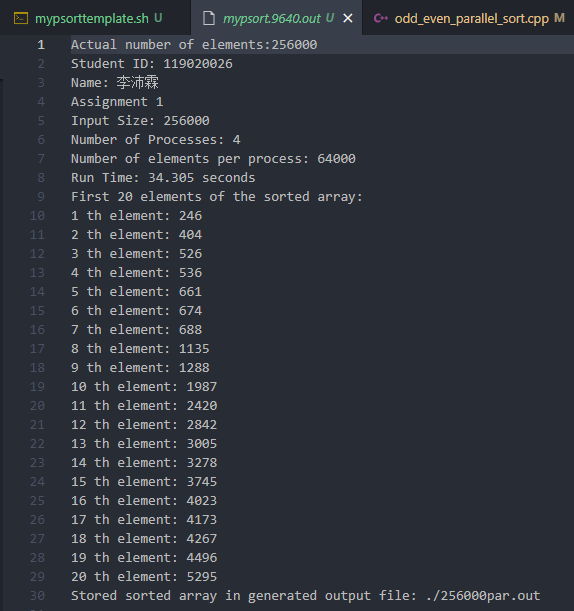 mypsorttemplate.sh U
mypsort.9640.out U
odd_even_parallel_sort.cpp M
1 Actual number of elements:256000
2 Student ID: 119020026
3 Name: 李沛霖
4 Assignment 1
5 Input Size: 256000
6 Number of Processes: 4
7 Number of elements per process: 64000
8 Run Time: 34.305 seconds
9 First 20 elements of the sorted array:
10 1 th element: 246
11 2 th element: 404
12 3 th element: 526
13 4 th element: 536
14 5 th element: 661
15 6 th element: 674
16 7 th element: 688
17 8 th element: 1135
18 9 th element: 1288
19 10 th element: 1987
20 11 th element: 2420
21 12 th element: 2842
22 13 th element: 3005
23 14 th element: 3278
24 15 th element: 3745
25 16 th element: 4023
26 17 th element: 4173
27 18 th element: 4267
28 19 th element: 4496
29 20 th element: 5295
30 Stored sorted array in generated output file: ./256000par.out